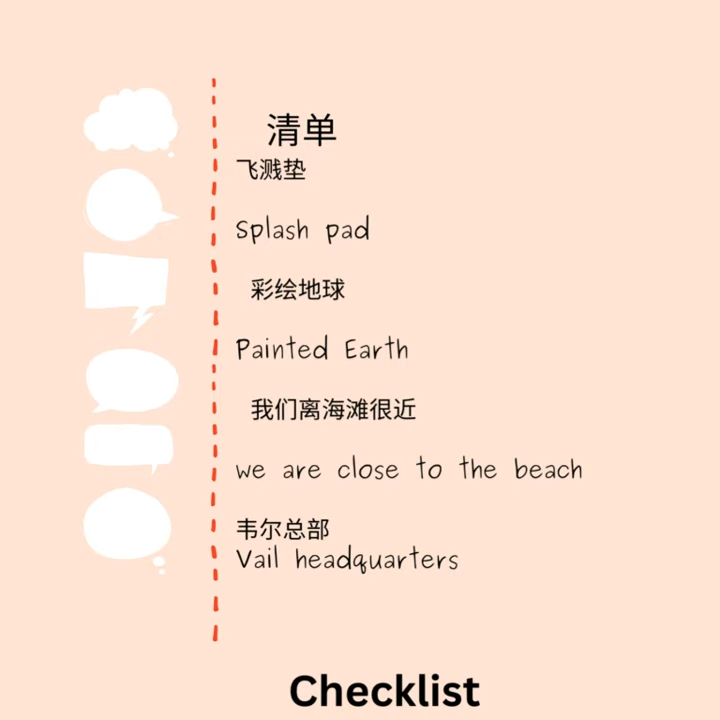 清单
飞溅垫
Splash pad
彩绘地球
Painted Earth
我们离海滩很近
we are close to the beach
韦尔总部
Vail headquarters
Checklist